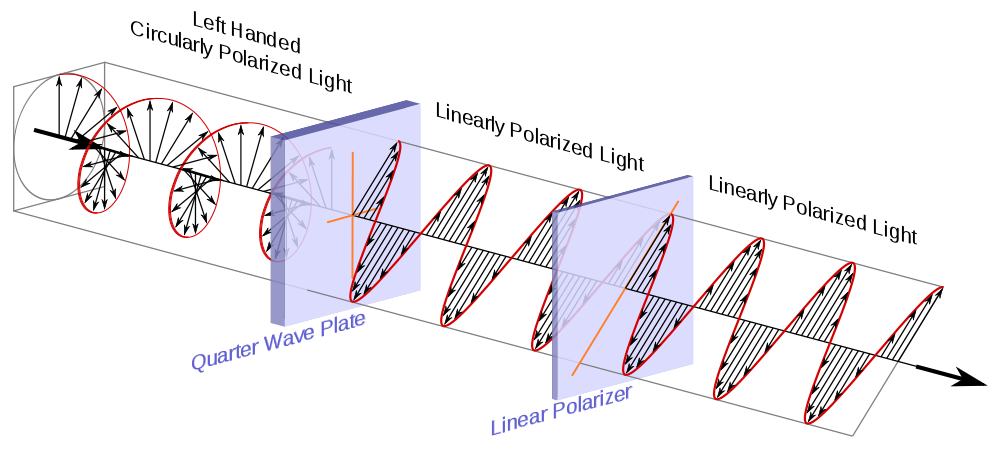 Left Handed
Circularly Polarized Light
Linearly Polarized Light
Linearly Polarized Light
Quarter Wave Plate
Linear Polarizer